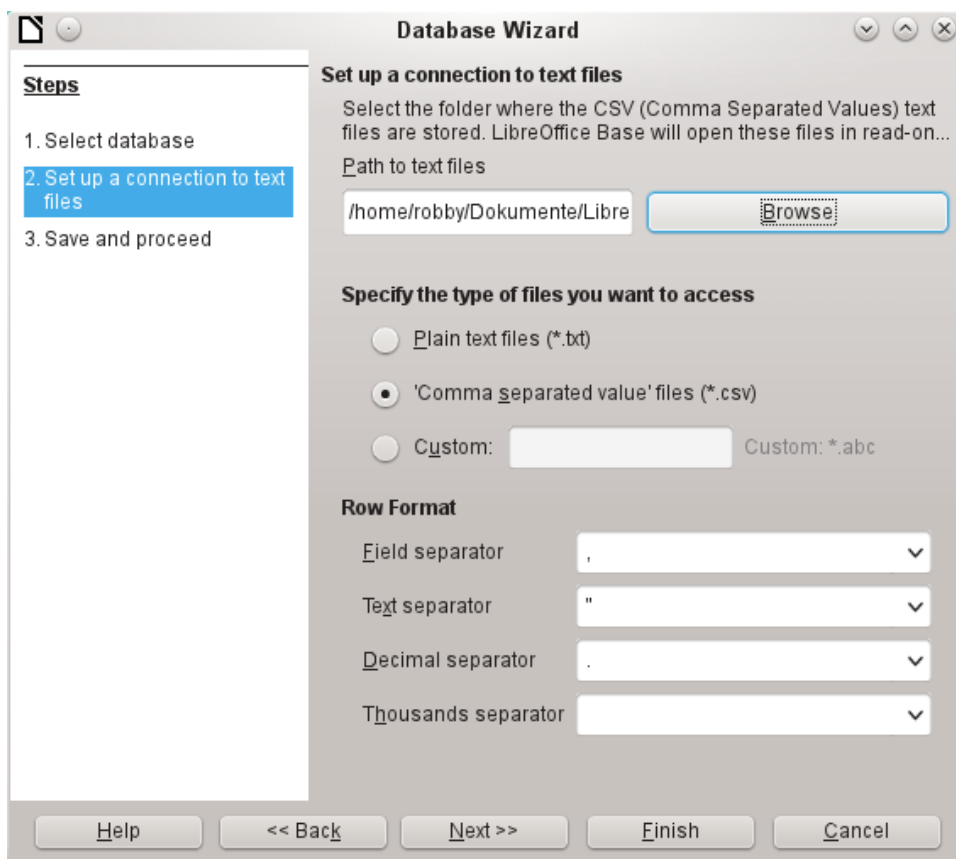 Database Wizard
Steps
1. Select database
2. Set up a connection to text
files
3. Save and proceed
Set up a connection to text files
Select the folder where the CSV (Comma Separated Values) text
files are stored. LibreOffice Base will open these files in read-on...
Path to text files
/home/robby/Dokumente/Libre
Browse
Specify the type of files you want to access
Plain text files (*.txt)
'Comma separated value' files (*.csv)
Custom:
Custom: *.abc
Row Format
Field separator ,
Text separator "
Decimal separator .
Thousands separator
Help
<< Back
Next >>
Finish
Cancel